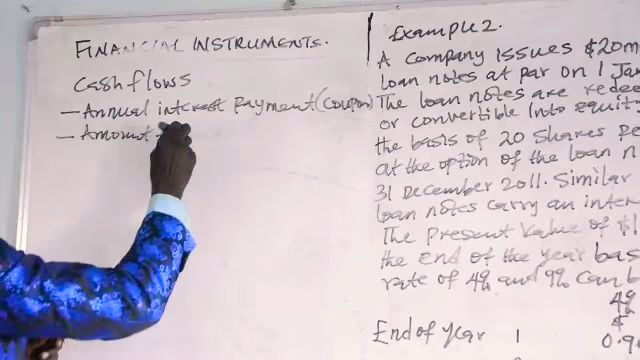 FINANCIAL INSTRUMENTS.
Cashflows
- Annual interest payment (coupon)
- Amount
Example 2.
A company issues $20m
loan notes at par on 1 Jan
The loan notes are redee
or convertible into equit
the basis of 20 shares pe
at the option of the loan n
31 December 2011. Similar
loan notes carry an inter
The present value of $1
the end of the year bas
rate of 4% and 9% can b
4%
$
End of year 1 0.9